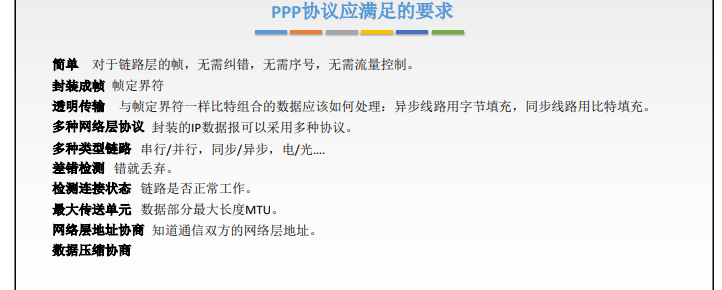 PPP协议应满足的要求
简单 对于链路层的帧，无需纠错，无需序号，无需流量控制。
封装成帧 帧定界符
透明传输 与帧定界符一样比特组合的数据应该如何处理：异步线路用字节填充，同步线路用比特填充。
多种网络层协议 封装的IP数据报可以采用多种协议。
多种类型链路 串行/并行，同步/异步，电/光....
差错检测 错就丢弃。
检测连接状态 链路是否正常工作。
最大传送单元 数据部分最大长度MTU。
网络层地址协商 知道通信双方的网络层地址。
数据压缩协商